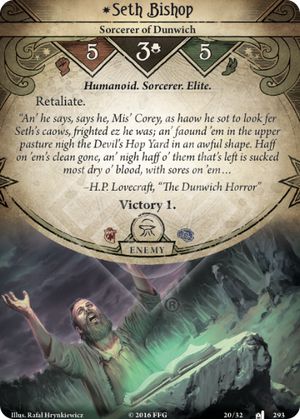 Seth Bishop
Sorcerer of Dunwich
5 3 5
Humanoid. Sorcerer. Elite.
Retaliate.
“An’ he says, says he, Mis’ Corey, as haow he sot to look fer
Seth’s caows, frighted ez he was; an’ faound ’em in the upper
pasture nigh the Devil’s Hop Yard in an awful shape. Haff
on ’em’s clean gone, an’ nigh haff o’ them that’s left is sucked
most dry o’ blood, with sores on ’em…
–H.P. Lovecraft, “The Dunwich Horror”
Victory 1.
ENEMY
®
Illus. Rafał Hrynkiewicz © 2016 FFG 20/32 293